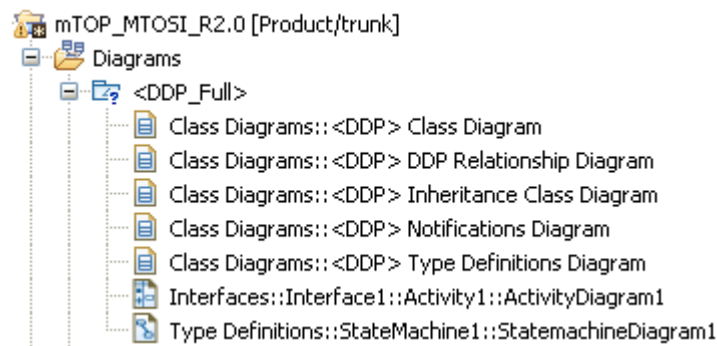 mTOP_MTOSI_R2.0 [Product/trunk]
Diagrams
<DDP_Full>
Class Diagrams::<DDP> Class Diagram
Class Diagrams::<DDP> DDP Relationship Diagram
Class Diagrams::<DDP> Inheritance Class Diagram
Class Diagrams::<DDP> Notifications Diagram
Class Diagrams::<DDP> Type Definitions Diagram
Interfaces::Interface1::Activity1::ActivityDiagram1
Type Definitions::StateMachine1::StatemachineDiagram1